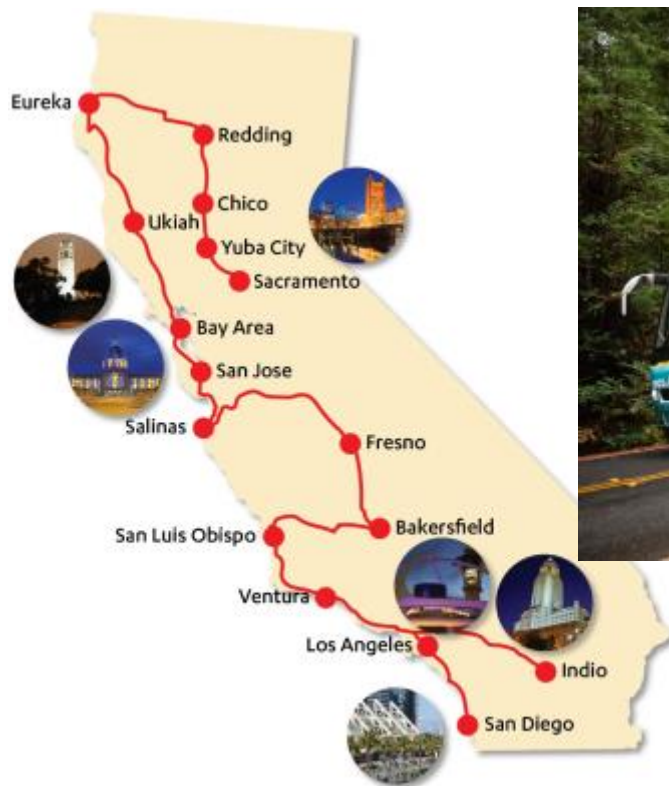 Eureka
Redding
Chico
Ukiah
Yuba City
Sacramento
Bay Area
San Jose
Salinas
Fresno
San Luis Obispo
Bakersfield
Ventura
Los Angeles
Indio
San Diego